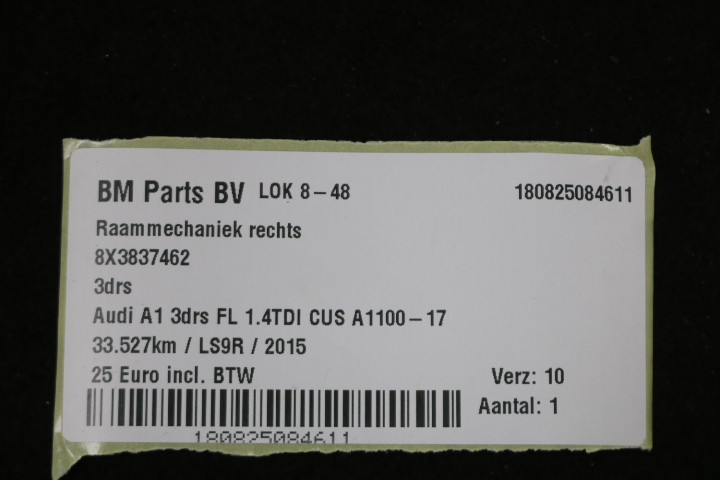 BM Parts BV LOK 8-48 180825084611
Raammechaniek rechts
8X3837462
3drs
Audi A1 3drs FL 1.4TDI CUS A1100-17
33.527km / LS9R / 2015
25 Euro incl. BTW Verz: 10
Aantal: 1
180825084611